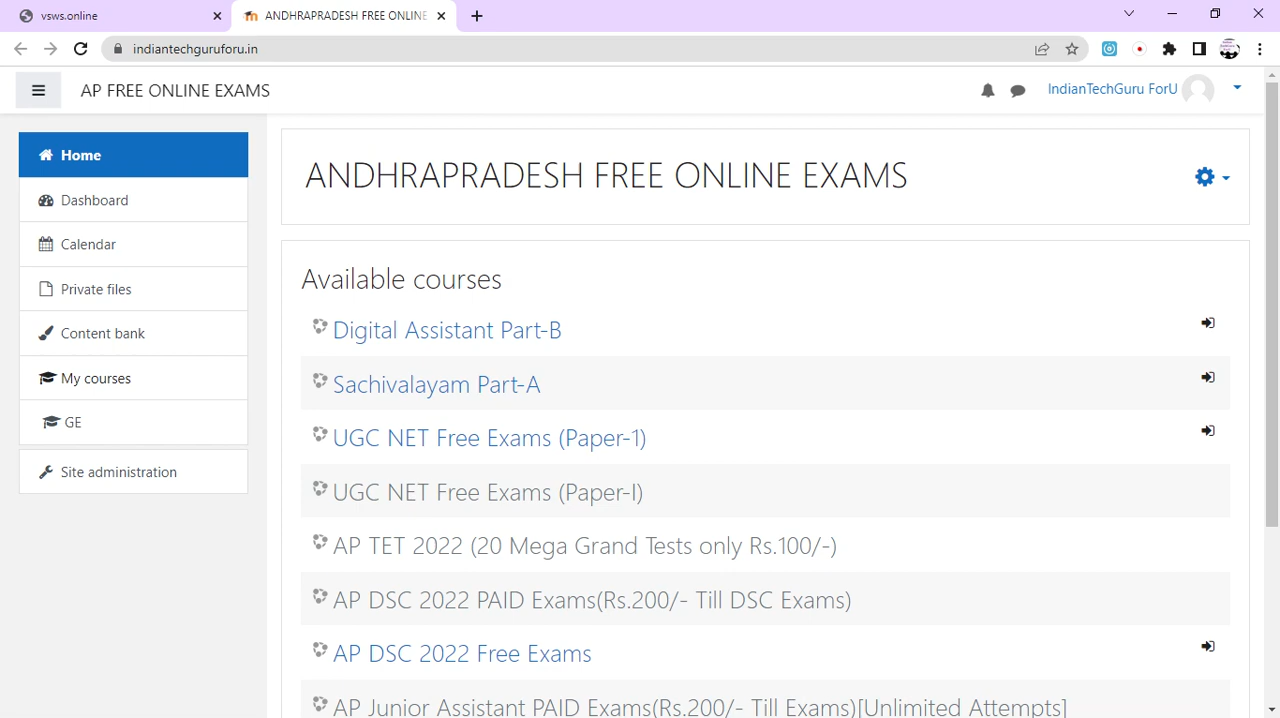 vsws.online
ANDHRAPRADESH FREE ONLINE
indiantechguruforu.in
AP FREE ONLINE EXAMS
IndianTechGuru ForU
Home
Dashboard
Calendar
Private files
Content bank
My courses
GE
Site administration
ANDHRAPRADESH FREE ONLINE EXAMS
Available courses
Digital Assistant Part-B
Sachivalayam Part-A
UGC NET Free Exams (Paper-1)
UGC NET Free Exams (Paper-I)
AP TET 2022 (20 Mega Grand Tests only Rs.100/-)
AP DSC 2022 PAID Exams(Rs.200/- Till DSC Exams)
AP DSC 2022 Free Exams
AP Junior Assistant PAID Exams(Rs.200/- Till Exams)[Unlimited Attempts]